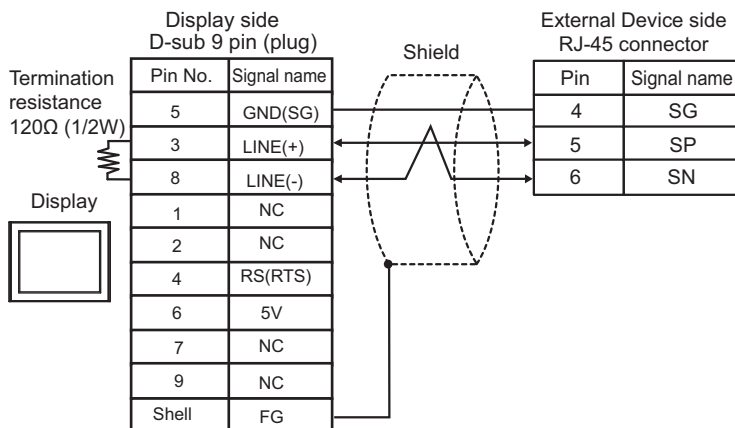 Display side
D-sub 9 pin (plug)
External Device side
RJ-45 connector
Shield
Termination
resistance
120Ω (1/2W)
Display
Pin No. Signal name
5 GND(SG)
3 LINE(+)
8 LINE(-)
1 NC
2 NC
4 RS(RTS)
6 5V
7 NC
9 NC
Shell FG
Pin Signal name
4 SG
5 SP
6 SN